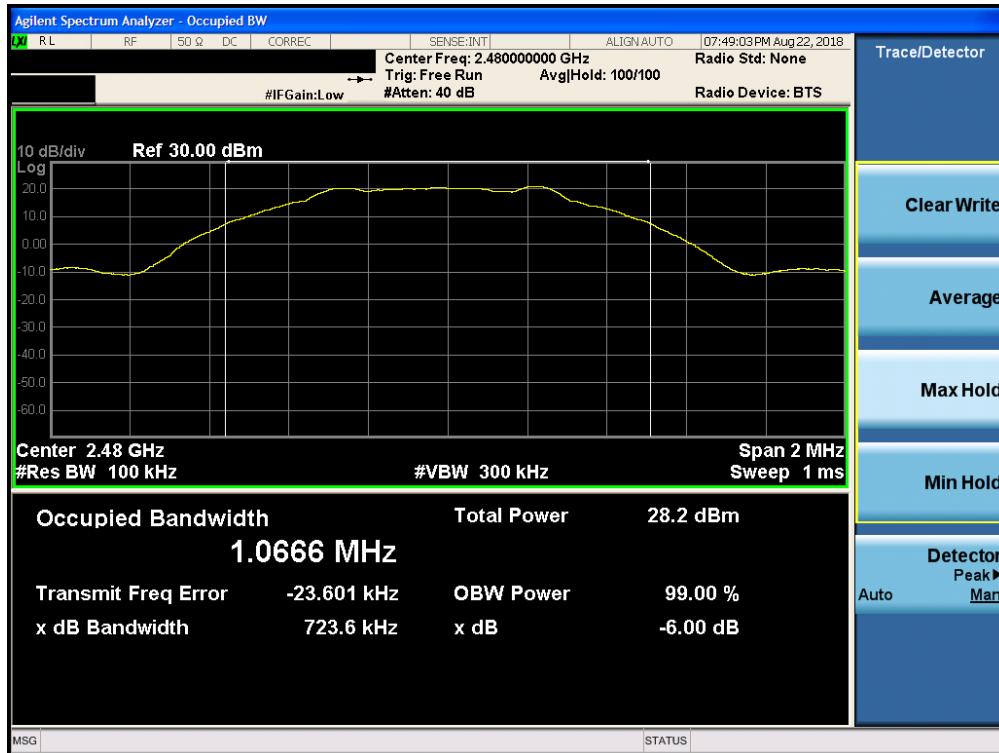 Agilent Spectrum Analyzer - Occupied BW
LXI RL RF 50 Ω DC CORREC SENSE:INT ALIGN AUTO 07:49:03 PM Aug 22, 2018
Center Freq: 2.480000000 GHz Radio Std: None
Trig: Free Run Avg|Hold: 100/100
#IFGain:Low #Atten: 40 dB Radio Device: BTS
10 dB/div Ref 30.00 dBm
Log
20.0
10.0
0.00
-10.0
-20.0
-30.0
-40.0
-50.0
-60.0
Center 2.48 GHz Span 2 MHz
#Res BW 100 kHz #VBW 300 kHz Sweep 1 ms
Occupied Bandwidth Total Power 28.2 dBm
1.0666 MHz
Transmit Freq Error -23.601 kHz OBW Power 99.00 %
x dB Bandwidth 723.6 kHz x dB -6.00 dB
MSG STATUS
Trace/Detector
Clear Write
Average
Max Hold
Min Hold
Detector
Peak
Auto Man